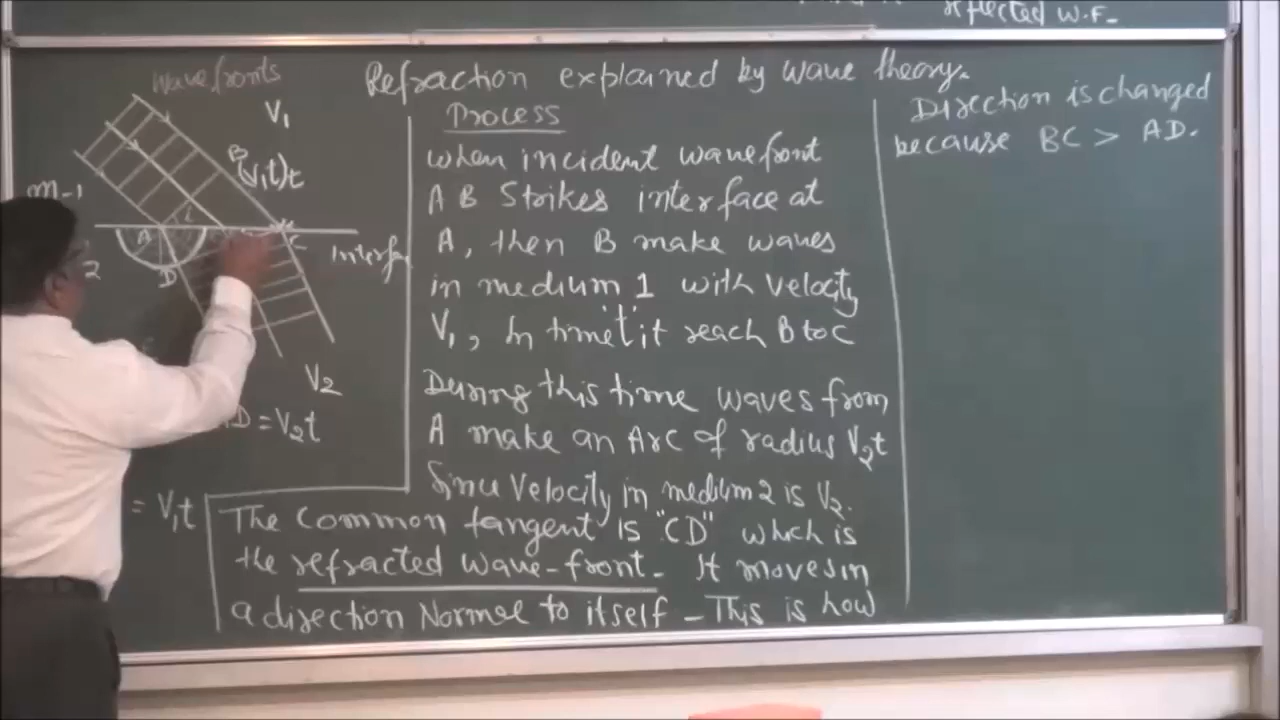 reflected W.F.
Refraction explained by wave theory.
wavefronts
V₁
B
(V₁t)t
m-1
i
A
C
D
2
Interfa
V₂
D = V₂t
= V₁t
Process
when incident wavefront
AB Strikes interface at
A, then B make waves
in medium 1 with velocity
V₁, In time 't' it reach B to C
During this time waves from
A make an Arc of radius V₂t
Since Velocity in medium 2 is V₂.
The Common tangent is "CD" which is
the refracted wave-front. It moves in
a direction Normal to itself – This is how
Direction is changed
because BC > AD.